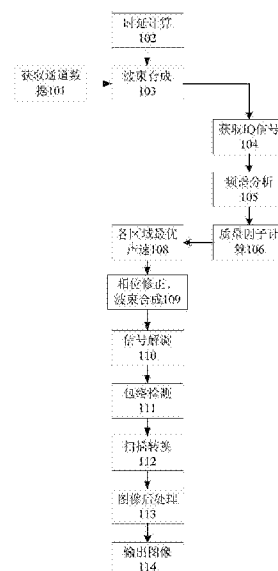 时延计算
102
获取通道数
据101
波束合成
103
获取IQ信号
104
频谱分析
105
各区域最优
声速108
质量因子计
算106
相位修正、
波束合成109
信号解调
110
包络检测
111
扫描转换
112
图像后处理
113
输出图像
114